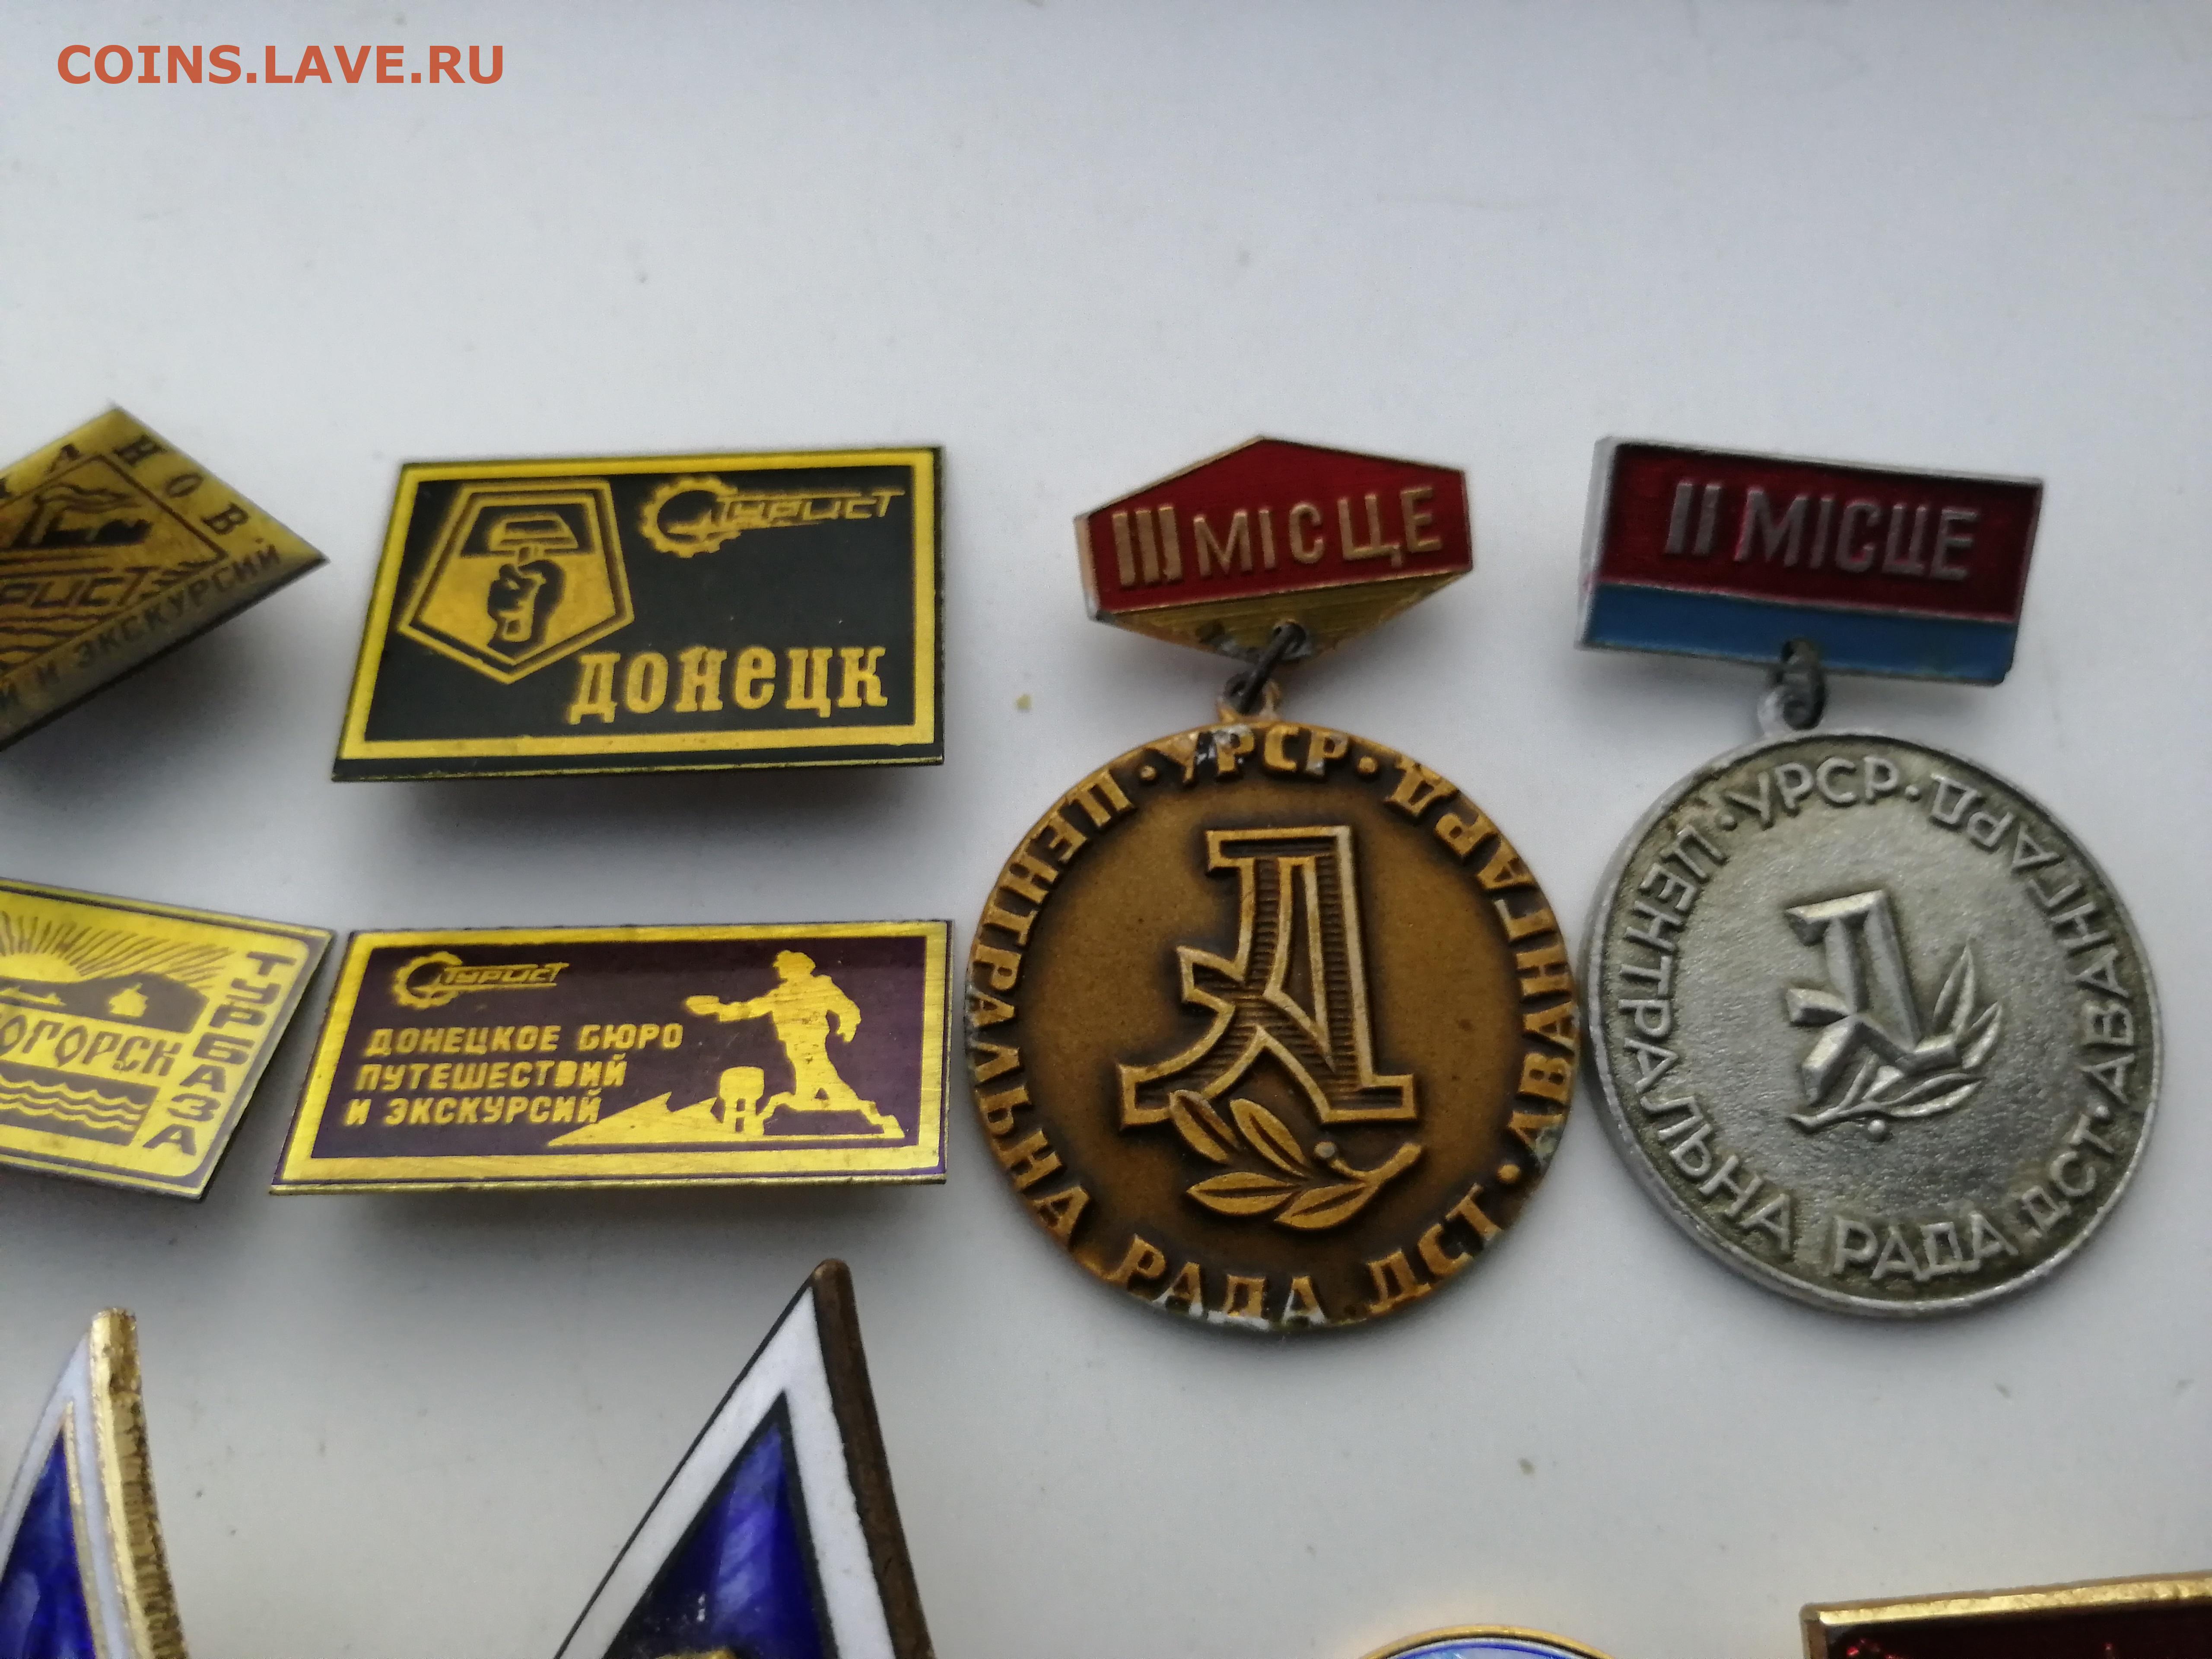 COINS.LAVE.RU
ТУРИСТ
ДОНЕЦК
III МІСЦЕ
II МІСЦЕ
ЦЕНТРАЛЬНА РАДА ДСТ · АВАНГАРД · УРСР ·
ЦЕНТРАЛЬНА РАДА ДСТ · АВАНГАРД · УРСР ·
И ЭКСКУРСИЙ
ТУРБАЗА
ТУРИСТ
ДОНЕЦКОЕ БЮРО
ПУТЕШЕСТВИЙ
И ЭКСКУРСИЙ